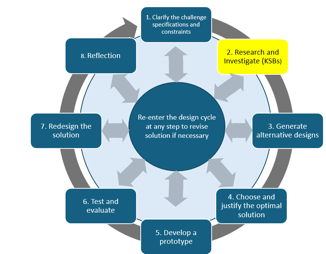 1. Clarify the challenge
specifications and
constraints
2. Research and
Investigate (KSBs)
3. Generate
alternative designs
4. Choose and
justify the optimal
solution
5. Develop a
prototype
6. Test and
evaluate
7. Redesign the
solution
8. Reflection
Re-enter the design cycle
at any step to revise
solution if necessary